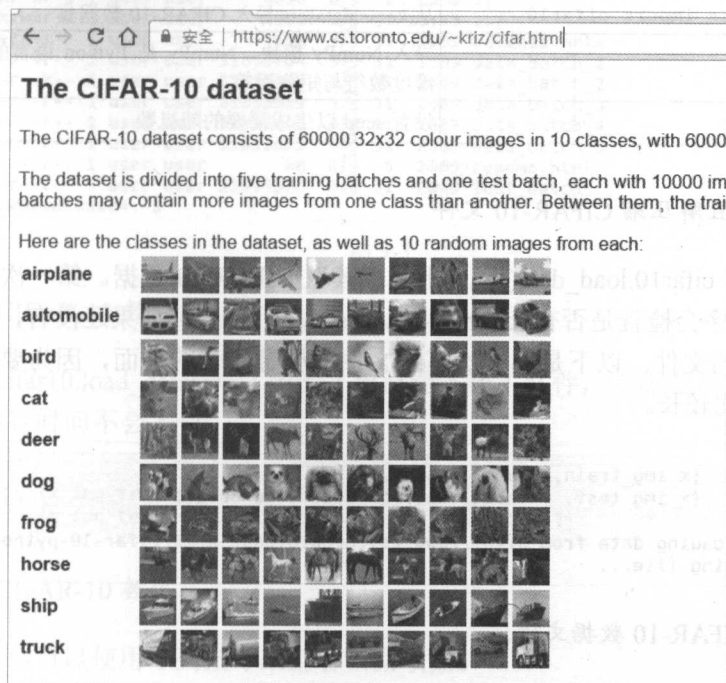 安全 | https://www.cs.toronto.edu/~kriz/cifar.html
The CIFAR-10 dataset
The CIFAR-10 dataset consists of 60000 32x32 colour images in 10 classes, with 6000
The dataset is divided into five training batches and one test batch, each with 10000 im
batches may contain more images from one class than another. Between them, the trai
Here are the classes in the dataset, as well as 10 random images from each:
airplane
automobile
bird
cat
deer
dog
frog
horse
ship
truck